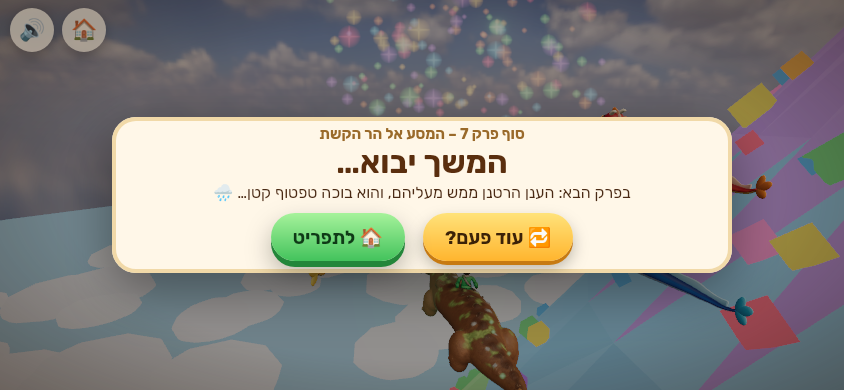 סוף פרק 7 – המסע אל הר הקשת
המשך יבוא...
בפרק הבא: הענן הרטנן ממש מעליהם, והוא בוכה טפטוף קטן... 🌧️
🔁 עוד פעם?
🏠 לתפריט